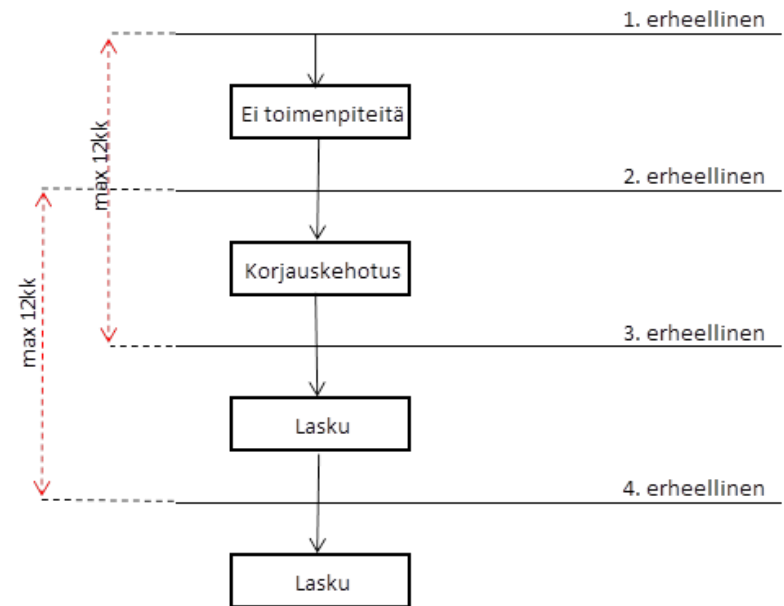 1. erheellinen
Ei toimenpiteitä
max 12kk
2. erheellinen
Korjauskehotus
max 12kk
3. erheellinen
Lasku
4. erheellinen
Lasku